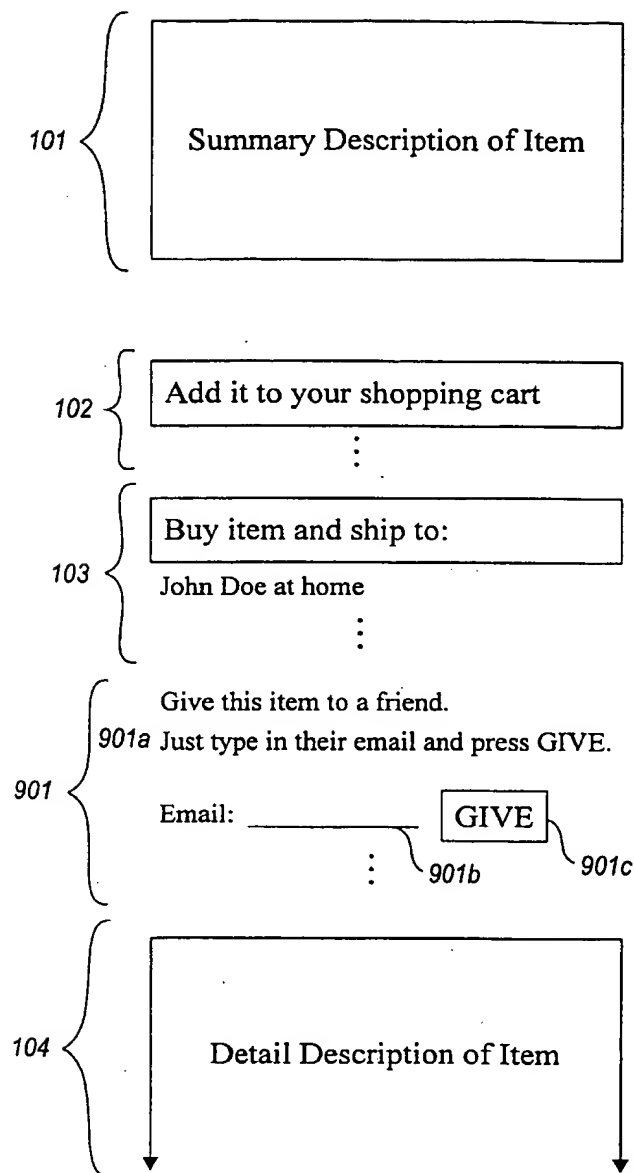 101
Summary Description of Item
102
Add it to your shopping cart
103
Buy item and ship to:
John Doe at home
901
Give this item to a friend.
901a Just type in their email and press GIVE.
Email: GIVE
901b
901c
104
Detail Description of Item